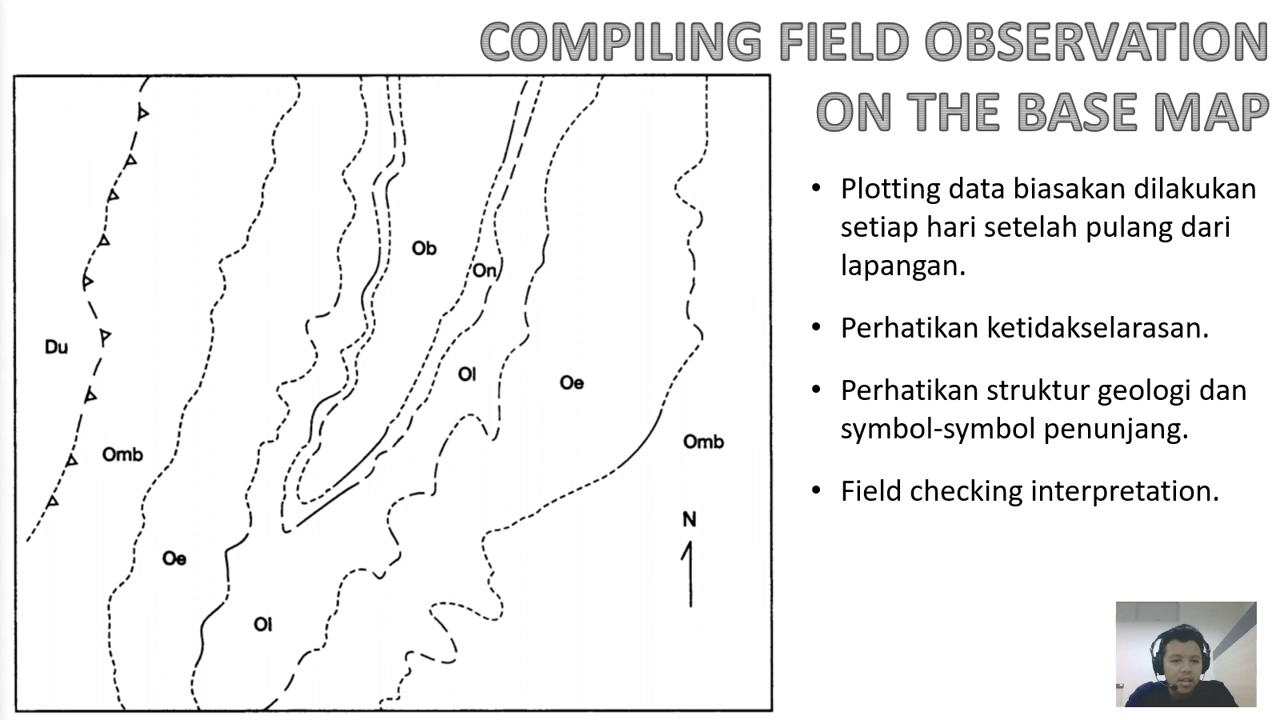 COMPILING FIELD OBSERVATION
ON THE BASE MAP
• Plotting data biasakan dilakukan
setiap hari setelah pulang dari
lapangan.
• Perhatikan ketidakselarasan.
• Perhatikan struktur geologi dan
symbol-symbol penunjang.
• Field checking interpretation.
Ob
On
Du
Ol
Oe
Omb
Omb
N
Oe
Ol